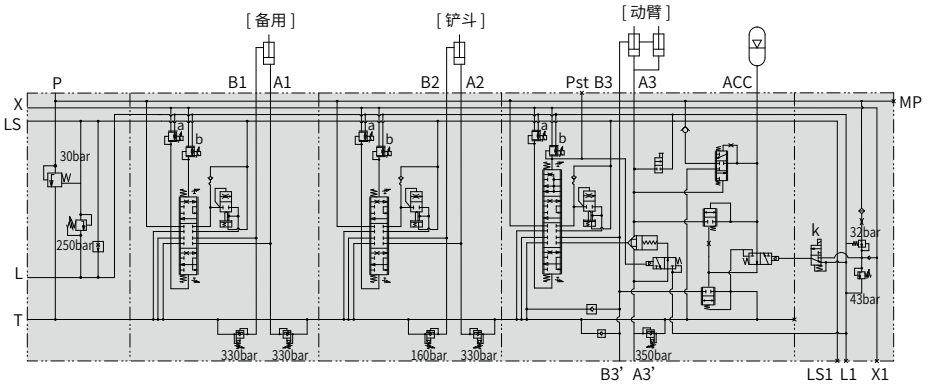 [ 备用 ]
[ 铲斗 ]
[ 动臂 ]
P
B1 A1
B2 A2
Pst B3 A3
ACC
X
MP
LS
a
b
a
b
a
b
30bar
250bar
k
32bar
43bar
L
T
330bar 330bar
160bar 330bar
350bar
B3’ A3’
LS1 L1 X1